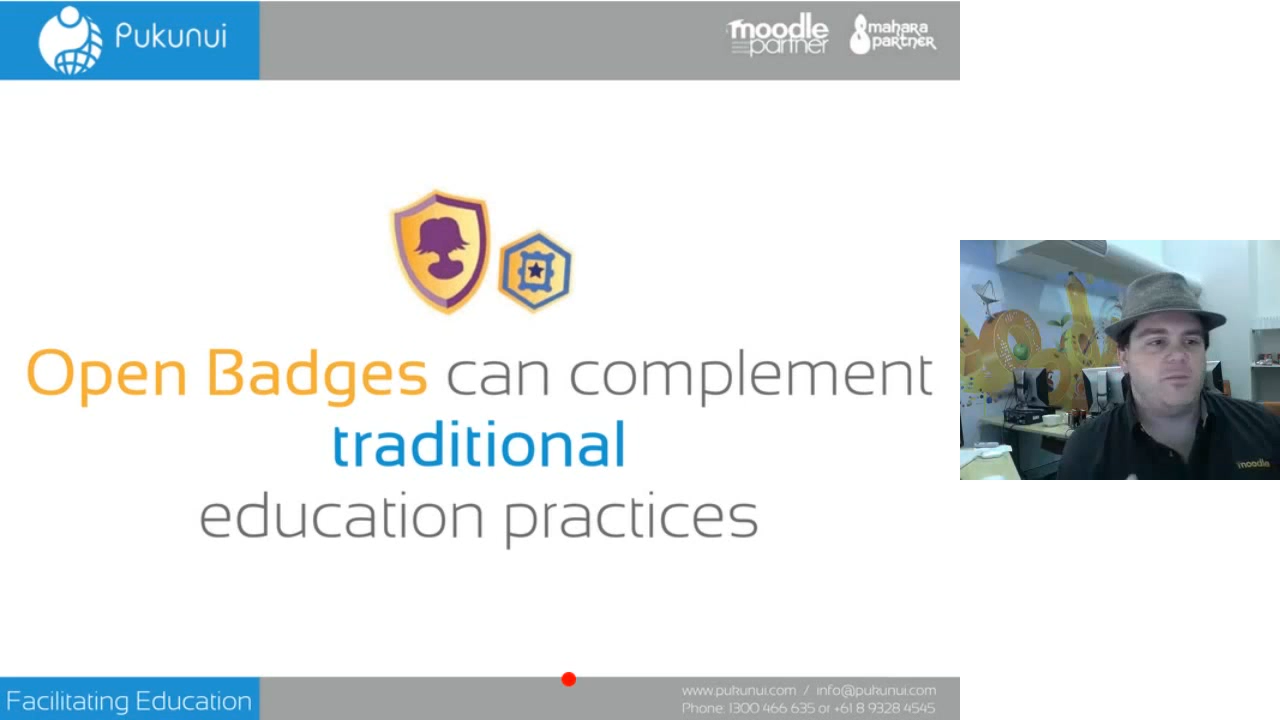 Pukunui
moodle
partner
mahara
partner
Open Badges can complement
traditional
education practices
moodle
Facilitating Education
www.pukunui.com / info@pukunui.com
Phone: 1300 466 635 or +61 8 9328 4545